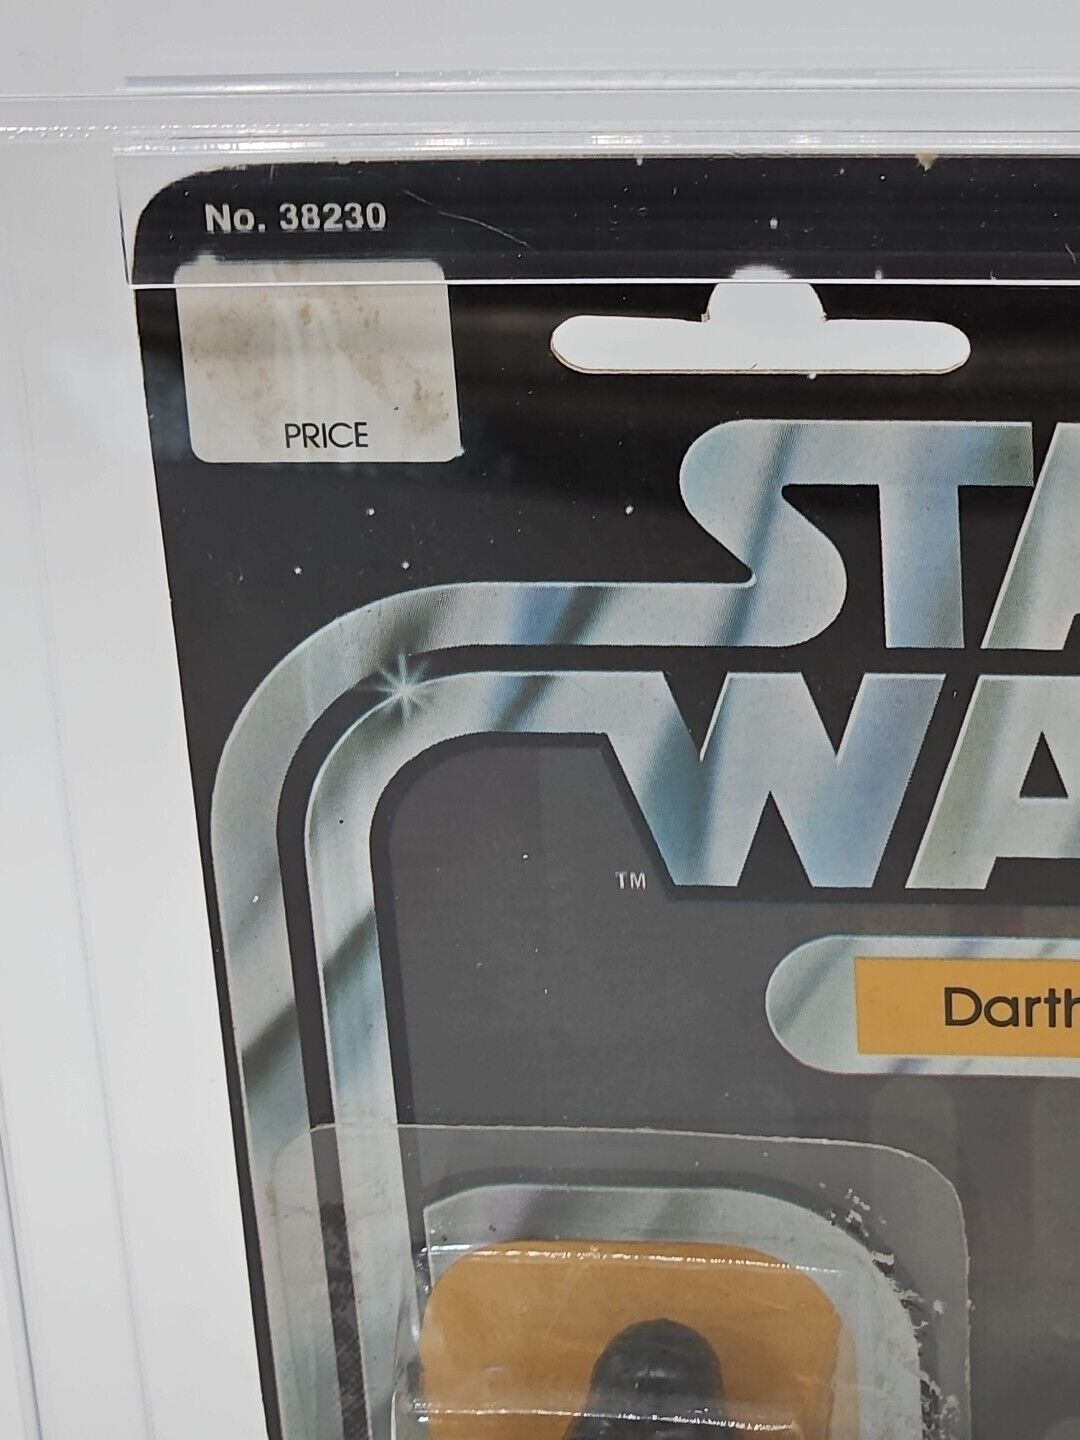 No. 38230
PRICE
STA
WA
TM
Darth